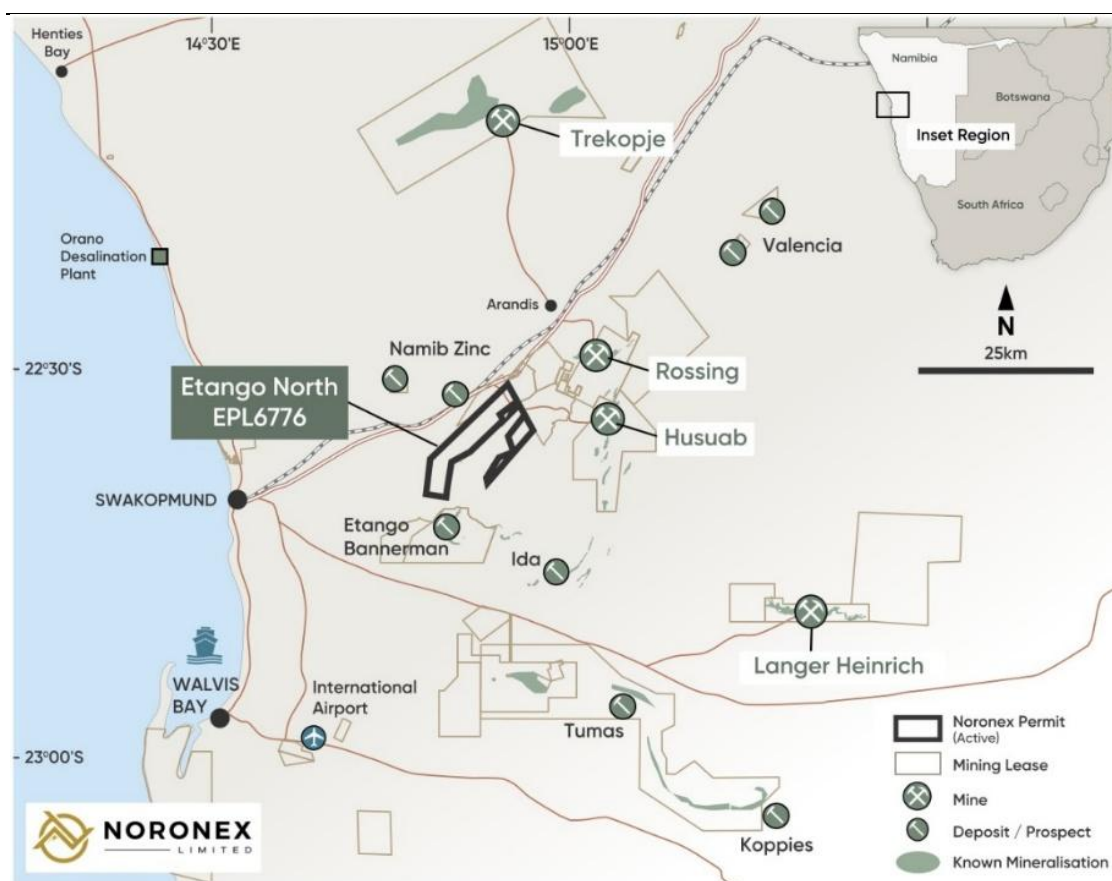 Henties
Bay
14°30'E
15°00'E
Namibia
Botswana
Inset Region
South Africa
Trekopje
Orano
Desalination
Plant
Valencia
Arandis
N
25km
22°30'S
Namib Zinc
Rossing
Etango North
EPL6776
Husuab
SWAKOPMUND
Etango
Bannerman
Ida
Langer Heinrich
WALVIS
BAY
International
Airport
Tumas
23°00'S
Koppies
Noronex Permit
(Active)
Mining Lease
Mine
Deposit / Prospect
Known Mineralisation
NORONEX
LIMITED